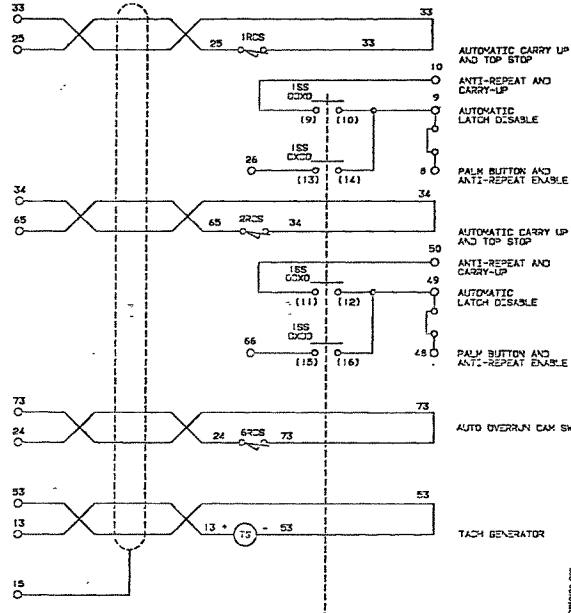 33
33
25
25
1RCS
33
AUTOMATIC CARRY UP
AND TOP STOP
10
ANTI-REPEAT AND
CARRY-UP
1SS
9
AUTOMATIC
LATCH DISABLE
(9)
(10)
1SS
26
(13)
(14)
8
PALM BUTTON AND
ANTI-REPEAT ENABLE
34
34
65
65
2RCS
34
AUTOMATIC CARRY UP
AND TOP STOP
50
ANTI-REPEAT AND
CARRY-UP
1SS
49
AUTOMATIC
LATCH DISABLE
(11)
(12)
1SS
66
(15)
(16)
48
PALM BUTTON AND
ANTI-REPEAT ENABLE
73
73
24
24
6RCS
73
AUTO OVERRUN CAM SW
53
53
13
13 +
TG
- 53
TACH GENERATOR
15